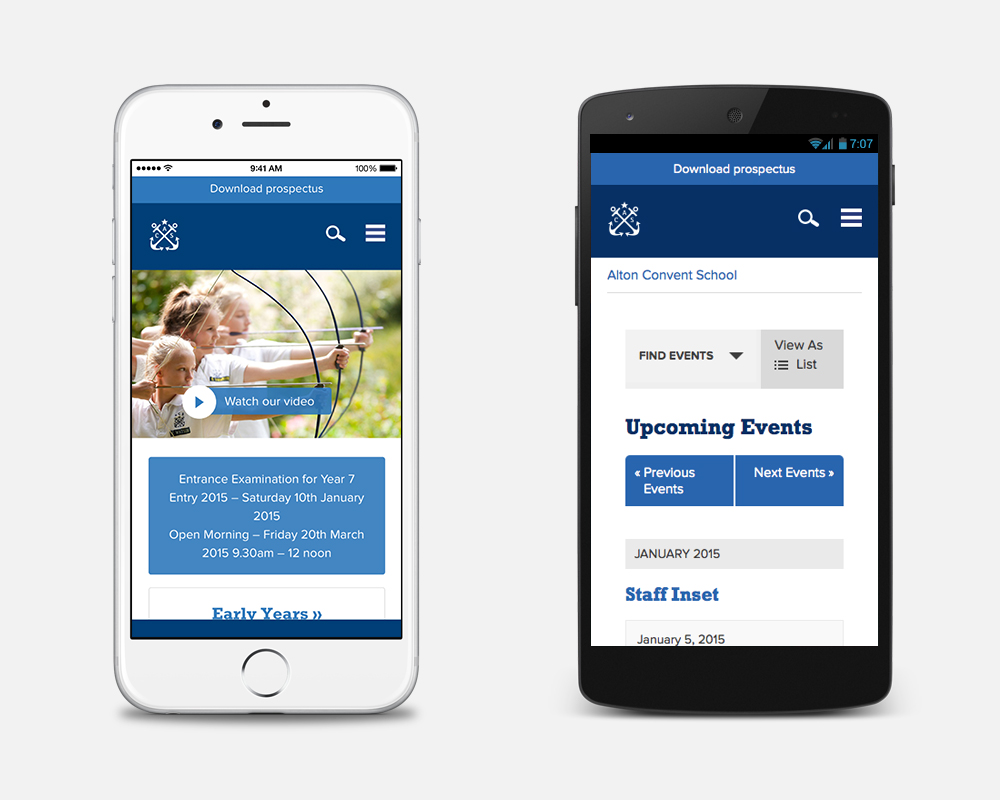 9:41 AM
100%
Download prospectus
C A S
Watch our video
Entrance Examination for Year 7
Entry 2015 – Saturday 10th January
2015
Open Morning – Friday 20th March
2015 9.30am – 12 noon
Early Years »
7:07
Download prospectus
C A S
Alton Convent School
FIND EVENTS
View As
List
Upcoming Events
« Previous
Events
Next Events »
JANUARY 2015
Staff Inset
January 5, 2015